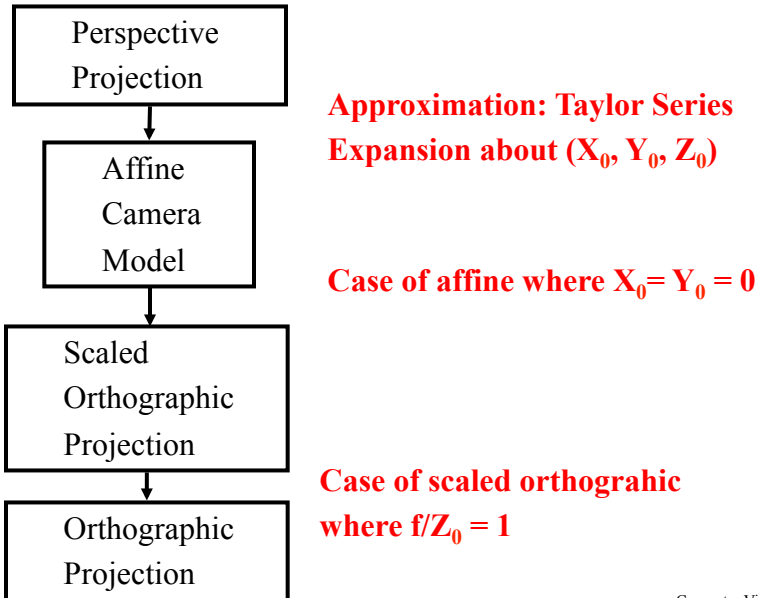 Perspective
Projection
Approximation: Taylor Series
Expansion about (X₀, Y₀, Z₀)
Affine
Camera
Model
Case of affine where X₀= Y₀ = 0
Scaled
Orthographic
Projection
Case of scaled orthograhic
where f/Z₀ = 1
Orthographic
Projection